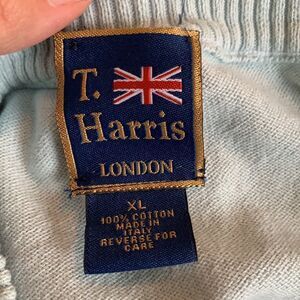 T.
Harris
LONDON
XL
100% COTTON
MADE IN
ITALY
REVERSE FOR
CARE